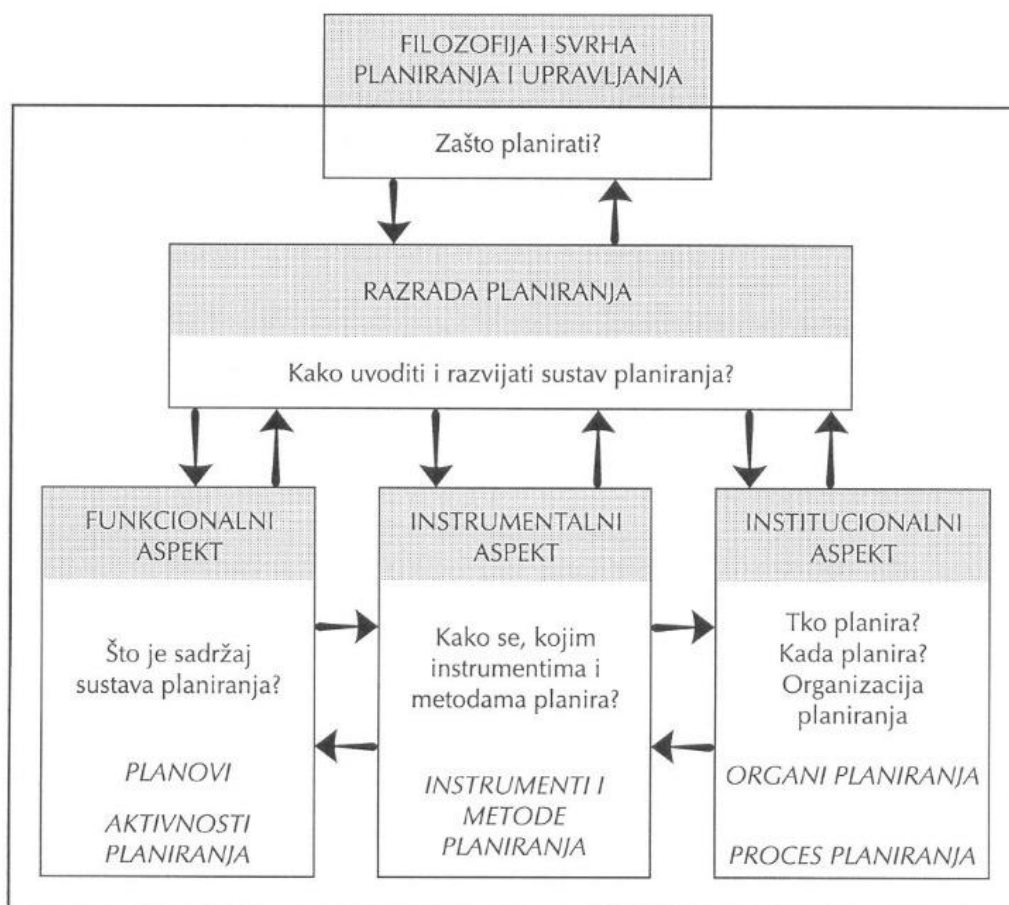 FILOZOFIJA I SVRHA
PLANIRANJA I UPRAVLJANJA
Zašto planirati?
RAZRADA PLANIRANJA
Kako uvoditi i razvijati sustav planiranja?
FUNKCIONALNI
ASPEKT
Što je sadržaj
sustava planiranja?
PLANOVI
AKTIVNOSTI
PLANIRANJA
INSTRUMENTALNI
ASPEKT
Kako se, kojim
instrumentima i
metodama planira?
INSTRUMENTI I
METODE
PLANIRANJA
INSTITUCIONALNI
ASPEKT
Tko planira?
Kada planira?
Organizacija
planiranja
ORGANI PLANIRANJA
PROCES PLANIRANJA